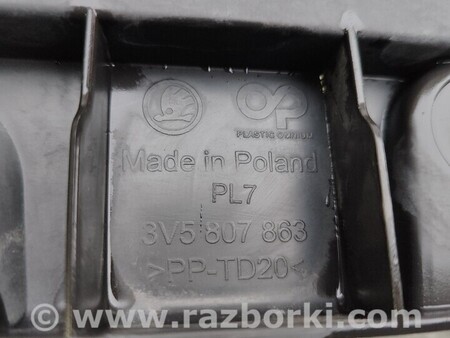 PLASTIC OMNIUM
Made in Poland
PL7
3V5 807 863
>PP-TD20<
www.razborki.com